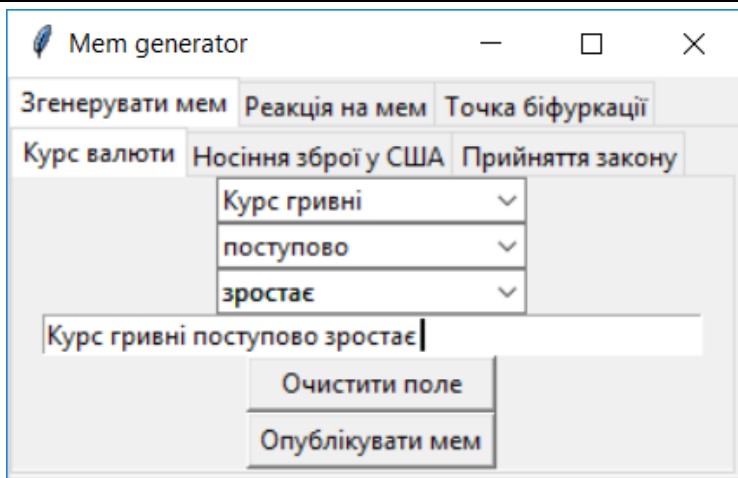 Mem generator
Згенерувати мем Реакція на мем Точка біфуркації
Курс валюти Носіння зброї у США Прийняття закону
Курс гривні
поступово
зростає
Курс гривні поступово зростає
Очистити поле
Опублікувати мем